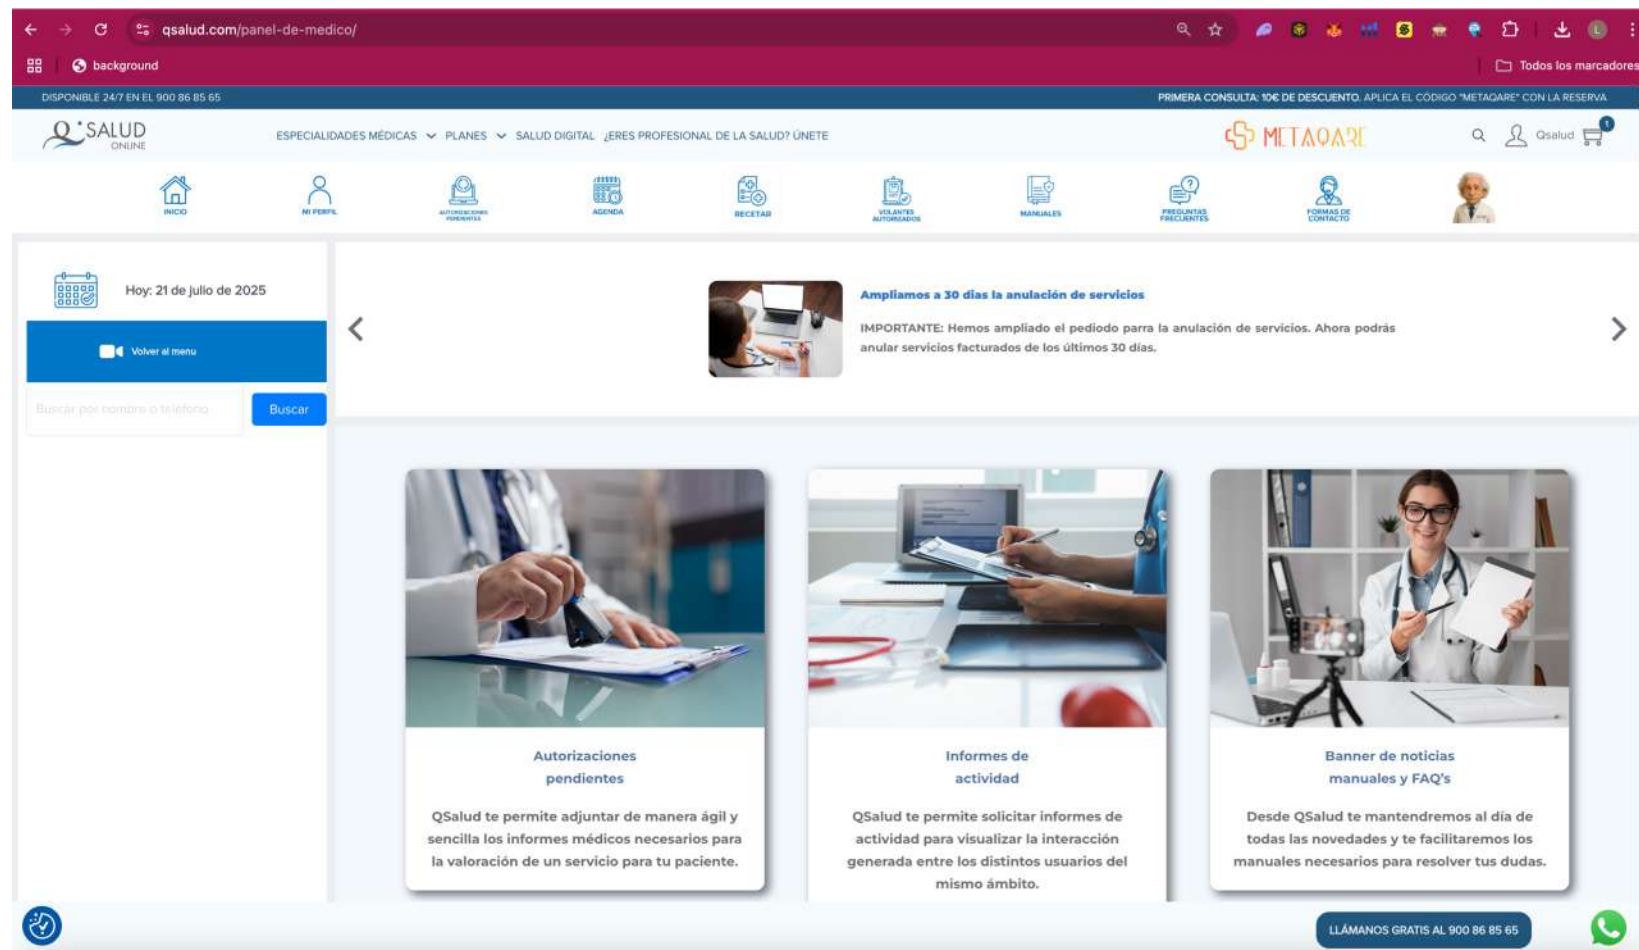 qsalud.com/panel-de-medico/
background
Todos los marcadores
DISPONIBLE 24/7 EN EL 900 86 85 65
PRIMERA CONSULTA: 10€ DE DESCUENTO. APLICA EL CÓDIGO "METAQARE" CON LA RESERVA
Q SALUD
ONLINE
ESPECIALIDADES MÉDICAS PLANES SALUD DIGITAL ¿ERES PROFESIONAL DE LA SALUD? ÚNETE
METAQARE
Qsalud
1
INICIO
MI PERFIL
AUTORIZACIONES
PENDIENTES
AGENDA
RECETAR
VOLANTES
AUTORIZADOS
MANUALES
PREGUNTAS
FRECUENTES
FORMAS DE
CONTACTO
Hoy: 21 de julio de 2025
Volver al menu
Buscar por nombre o teléfono
Buscar
Ampliamos a 30 días la anulación de servicios
IMPORTANTE: Hemos ampliado el pediodo parra la anulación de servicios. Ahora podrás
anular servicios facturados de los últimos 30 días.
Autorizaciones
pendientes
QSalud te permite adjuntar de manera ágil y
sencilla los informes médicos necesarios para
la valoración de un servicio para tu paciente.
Informes de
actividad
QSalud te permite solicitar informes de
actividad para visualizar la interacción
generada entre los distintos usuarios del
mismo ámbito.
Banner de noticias
manuales y FAQ's
Desde QSalud te mantendremos al día de
todas las novedades y te facilitaremos los
manuales necesarios para resolver tus dudas.
LLÁMANOS GRATIS AL 900 86 85 65